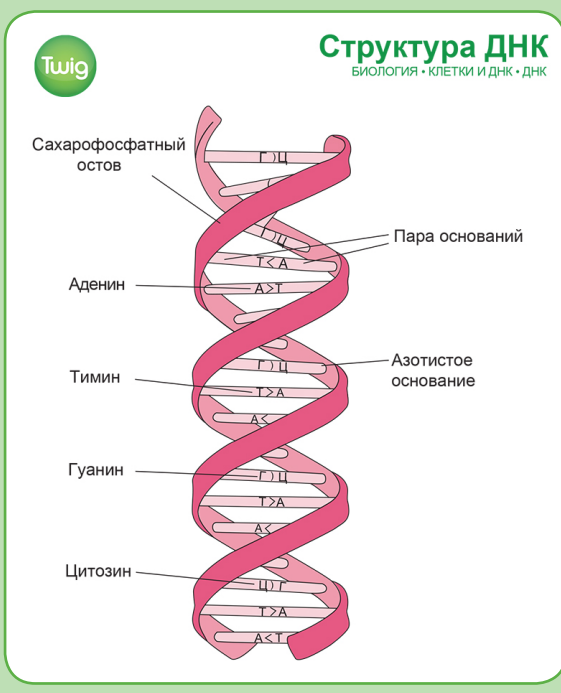 Twig
Структура ДНК
БИОЛОГИЯ • КЛЕТКИ И ДНК • ДНК
Сахарофосфатный
остов
Г ) Ц
Г ) Ц
Пара оснований
Т < А
Аденин
А > Т
Г ) Ц
Азотистое
основание
Тимин
Т > А
А <
Гуанин
Г ) Ц
Т > А
А <
Цитозин
Ц ) Г
Т > А
А < Т